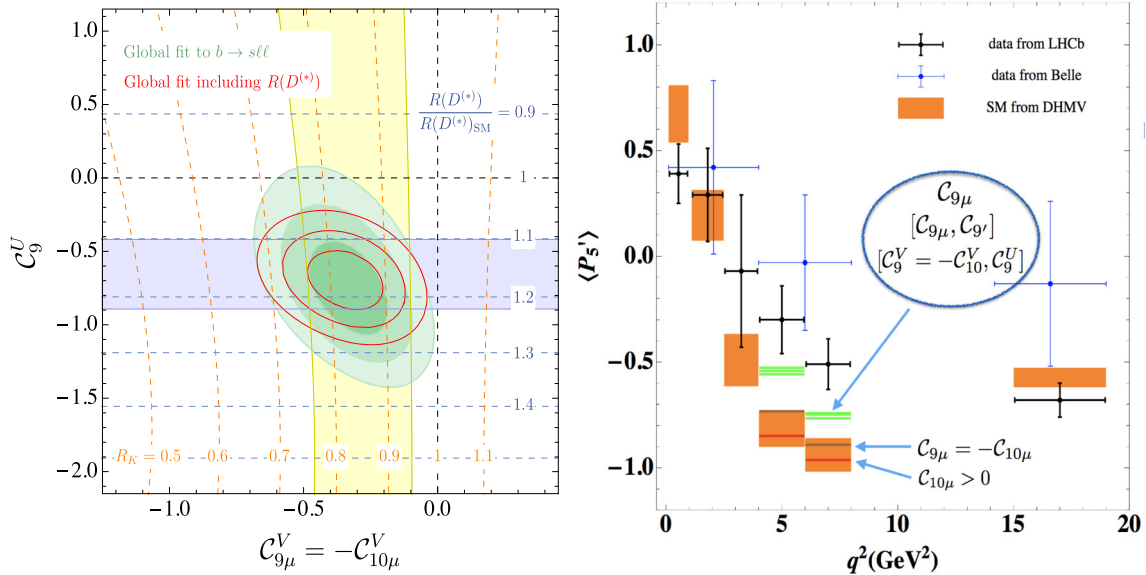 Global fit to b → sℓℓ
Global fit including R(D^(*))
R(D^(*))
R(D^(*))_SM = 0.9
1
1.1
1.2
1.3
1.4
R_K = 0.5
0.6
0.7
0.8
0.9
1
1.1
1.0
0.5
0.0
-0.5
-1.0
-1.5
-2.0
C_9^U
-1.0
-0.5
0.0
C_9μ^V = -C_10μ^V
data from LHCb
data from Belle
SM from DHMV
C_9μ
[C_9μ, C_9']
[C_9^V = -C_10^V, C_9^U]
C_9μ = -C_10μ
C_10μ > 0
1.0
0.5
0.0
-0.5
-1.0
⟨P_5'⟩
0
5
10
15
20
q²(GeV²)